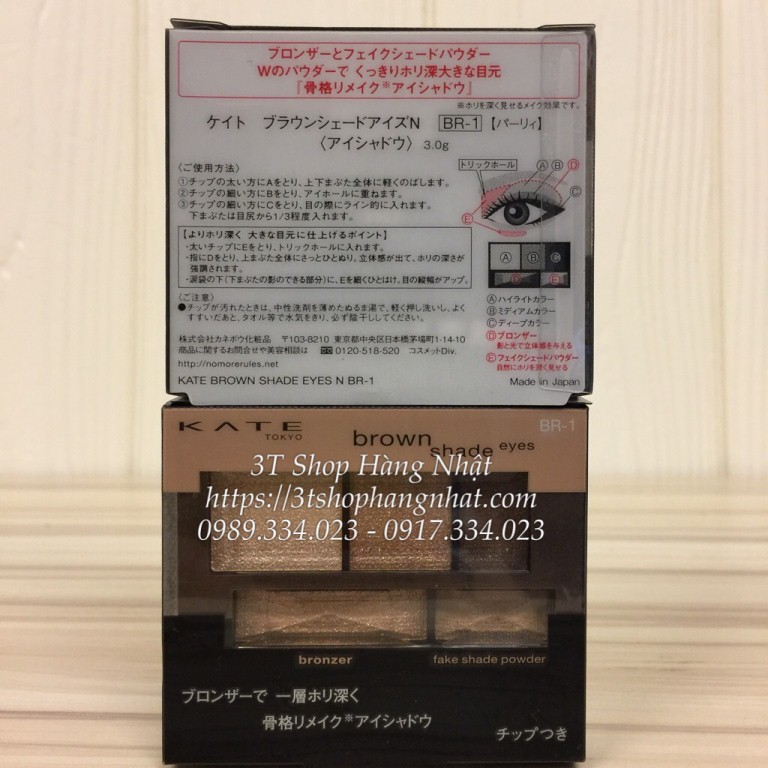 ブロンザーとフェイクシェードパウダー
Wのパウダーで くっきりホリ深大きな目元
『骨格リメイク※アイシャドウ』
※ホリを深く見せるメイク効果です。
ケイト ブラウンシェードアイズN BR-1 【パーリィ】
〈アイシャドウ〉 3.0g
〈ご使用方法〉
①チップの太い方にAをとり、上下まぶた全体に軽くのばします。
②チップの細い方にBをとり、アイホールに重ねます。
③チップの細い方にCをとり、目の際にライン的に入れます。
下まぶたは目尻から1/3程度入れます。
【よりホリ深く 大きな目元に仕上げるポイント】
・太いチップにEをとり、トリックホールに入れます。
・指にDをとり、上まぶた全体にさっとひとぬり。立体感が出て、ホリの深さが
強調されます。
・涙袋の下(下まぶたの影のできる部分)に、Eを細くひとはけ。目の縦幅がアップ。
〈ご注意〉
●チップが汚れたときは、中性洗剤を薄めたぬるま湯で、軽く押し洗いし、よく
すすいだあと、タオル等で水気をきり、必ず陰干ししてください。
株式会社カネボウ化粧品 〒103-8210 東京都中央区日本橋茅場町1-14-10
商品に関するお問合せや美容相談は 0120-518-520 コスメットDiv.
http://nomorerules.net
KATE BROWN SHADE EYES N BR-1
Made in Japan
トリックホール
Ⓐ Ⓑ Ⓓ
Ⓒ
Ⓔ
Ⓐ Ⓑ Ⓒ
Ⓓ Ⓔ
Ⓐハイライトカラー
Ⓑミディアムカラー
Ⓒディープカラー
Ⓓブロンザー
影と光で立体感を与える
Ⓔフェイクシェードパウダー
自然にホリを深く見せる
KATE
TOKYO
brown shade eyes
BR-1
3T Shop Hàng Nhật
https://3tshophangnhat.com
0989.334.023 - 0917.334.023
bronzer
fake shade powder
ブロンザーで 一層ホリ深く
骨格リメイク※アイシャドウ
チップつき